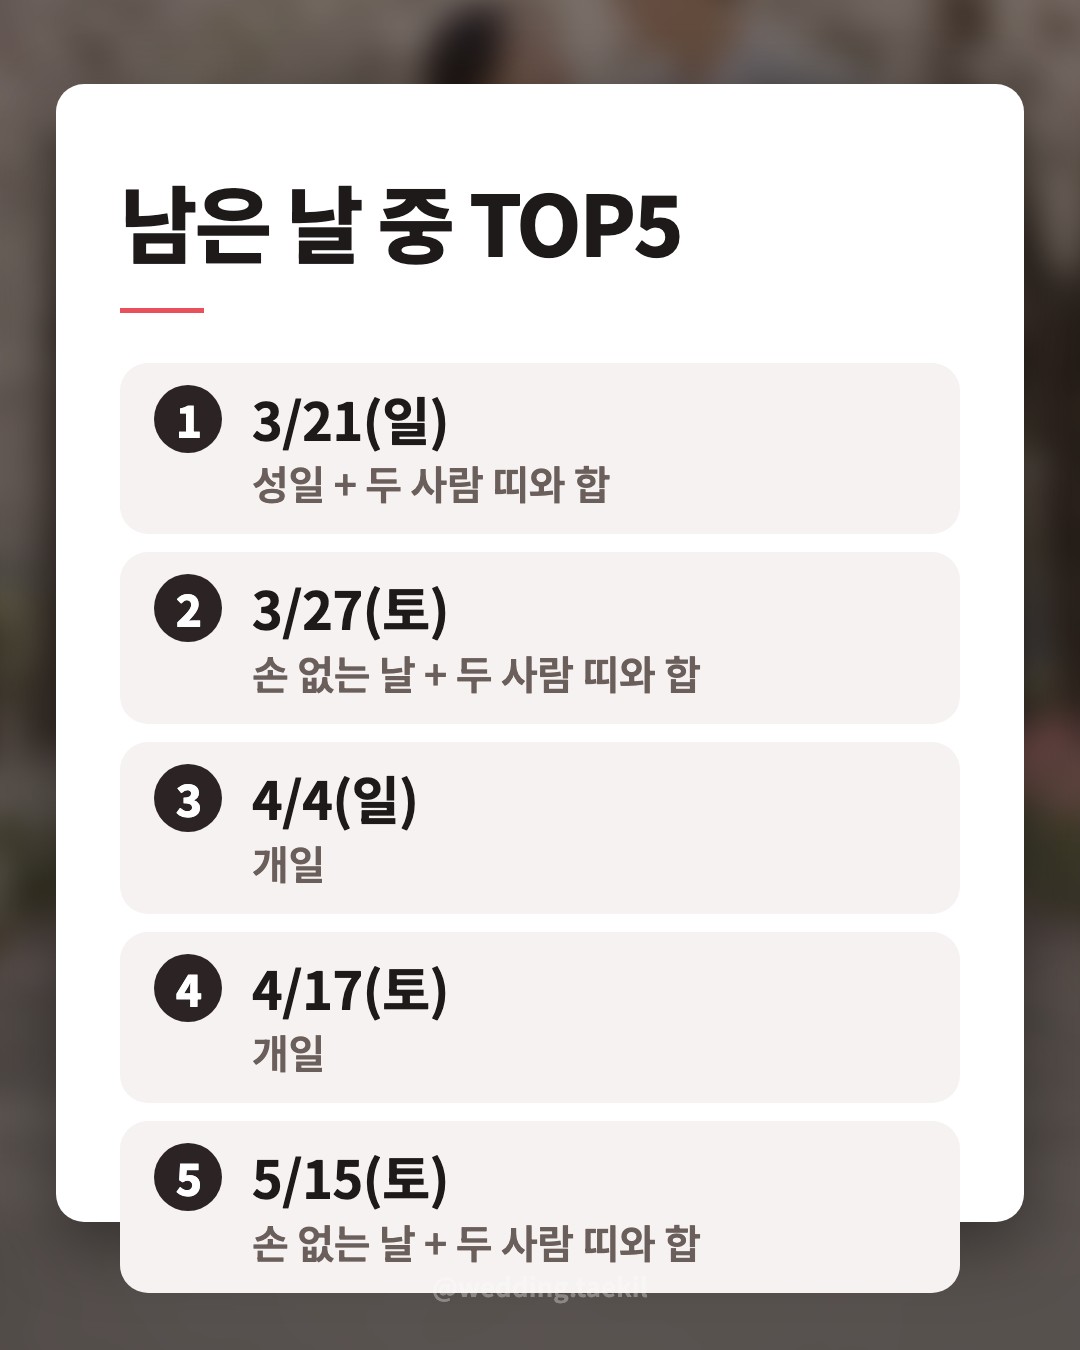 남은 날 중 TOP5
1 3/21(일)
성일 + 두 사람 띠와 합
2 3/27(토)
손 없는 날 + 두 사람 띠와 합
3 4/4(일)
개일
4 4/17(토)
개일
5 5/15(토)
손 없는 날 + 두 사람 띠와 합
@wedding.taekil